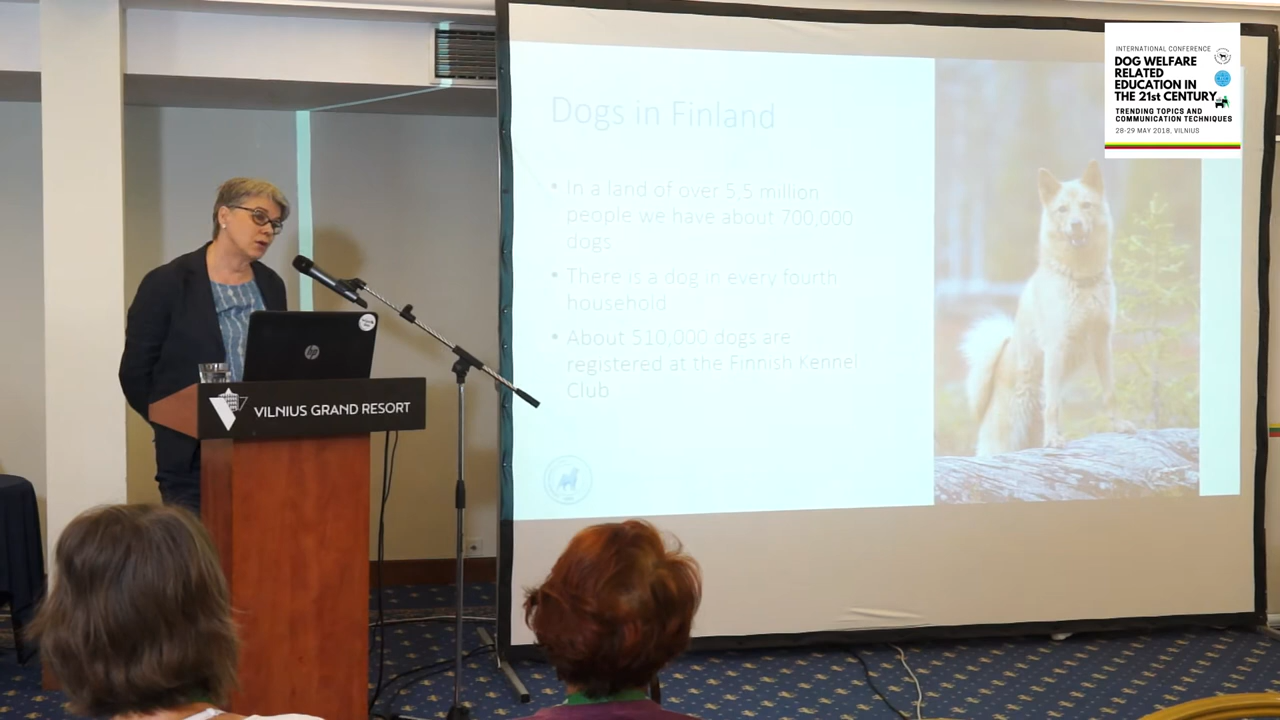 INTERNATIONAL CONFERENCE
DOG WELFARE
RELATED
EDUCATION IN
THE 21st CENTURY
TRENDING TOPICS AND
COMMUNICATION TECHNIQUES
28-29 MAY 2018, VILNIUS
Dogs in Finland
• In a land of over 5,5 million
people we have about 700,000
dogs
• There is a dog in every fourth
household
• About 510,000 dogs are
registered at the Finnish Kennel
Club
hp
VILNIUS GRAND RESORT